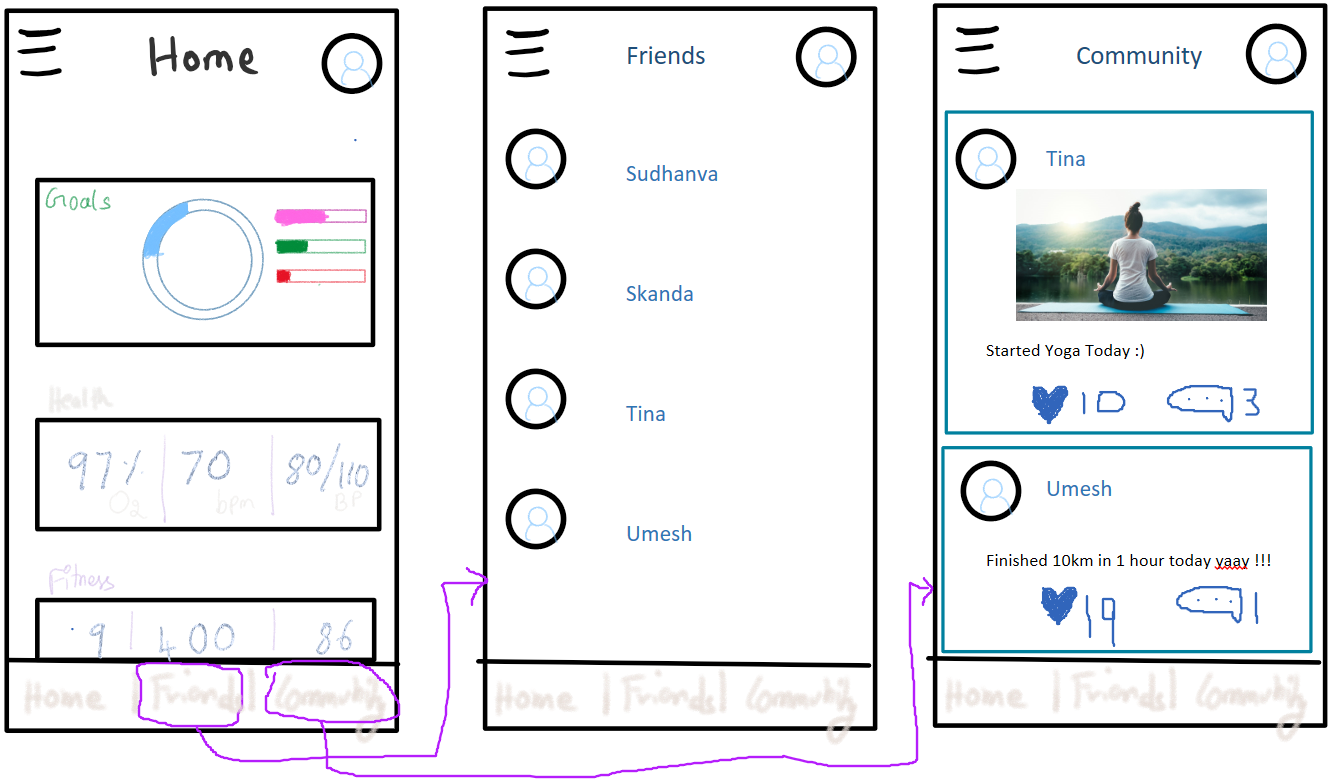 Home
Goals
Health
97% | 70 | 80/110
O2 bpm BP
Fitness
9 | 400 | 86
Home | Friends | Community
Friends
Sudhanva
Skanda
Tina
Umesh
Home | Friends | Community
Community
Tina
Started Yoga Today :)
10 3
Umesh
Finished 10km in 1 hour today yaay !!!
19 1
Home | Friends | Community